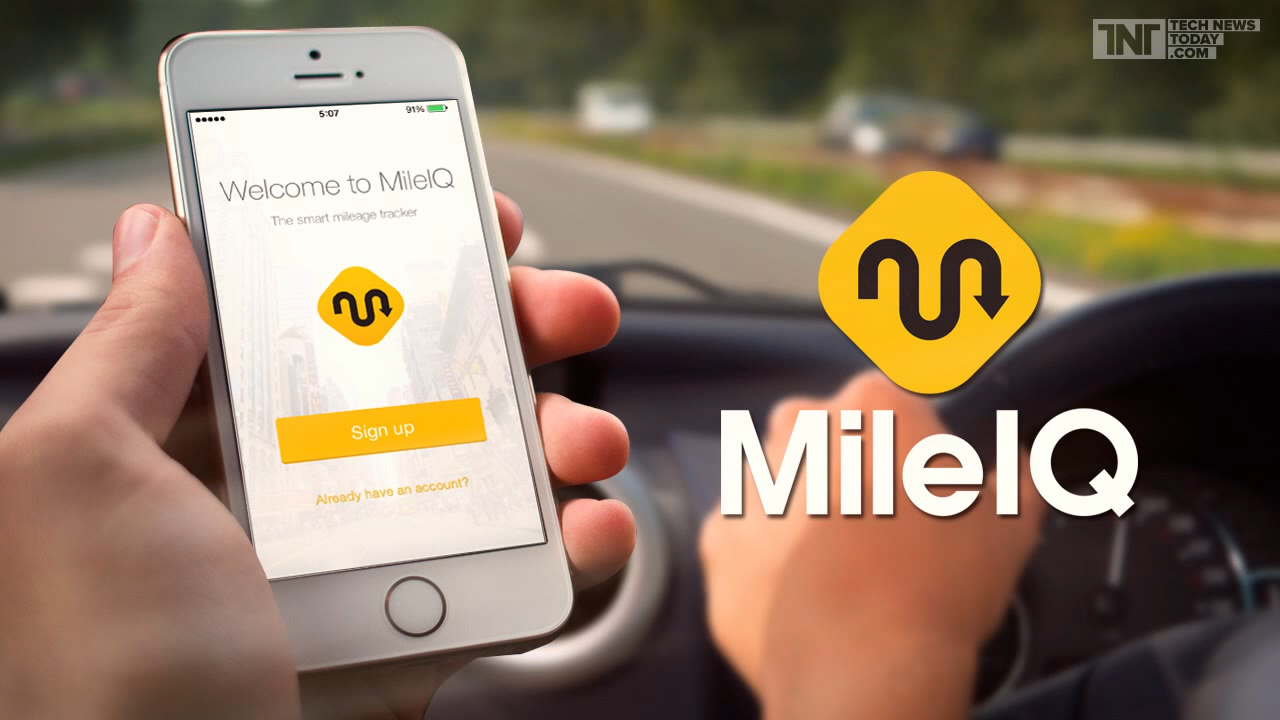 TNT TECH NEWS
TODAY
.COM
5:07
91%
Welcome to MileIQ
The smart mileage tracker
Sign up
Already have an account?
MileIQ